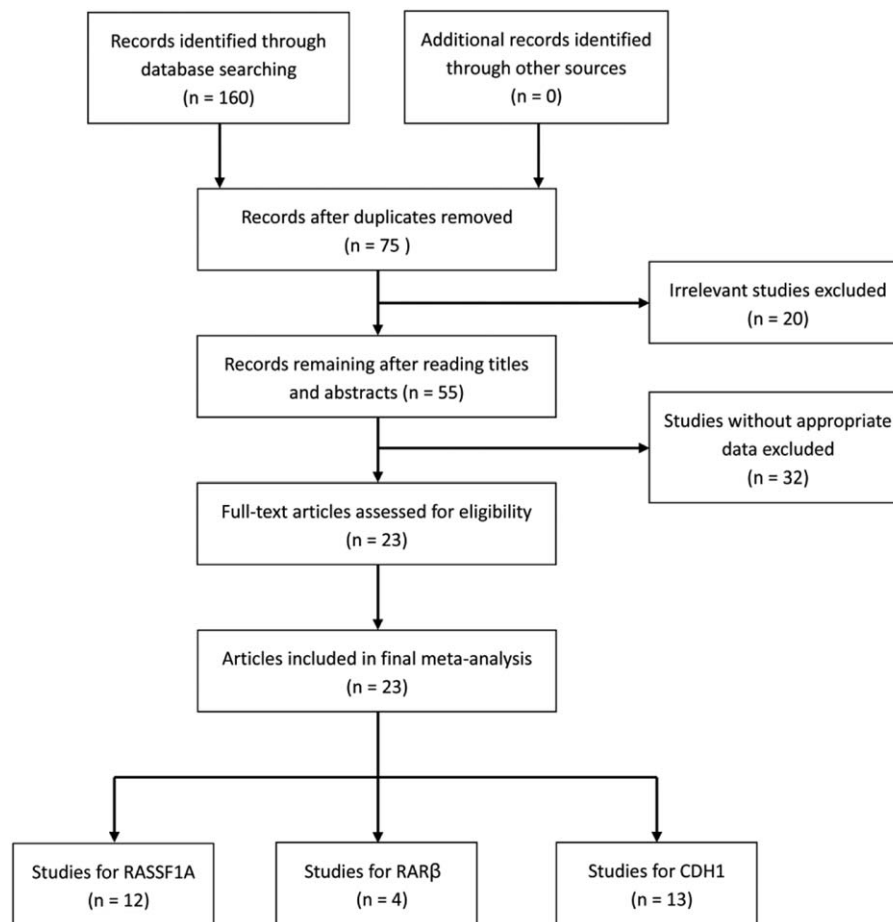 Records identified through
database searching
(n = 160)
Additional records identified
through other sources
(n = 0)
Records after duplicates removed
(n = 75 )
Irrelevant studies excluded
(n = 20)
Records remaining after reading titles
and abstracts (n = 55)
Studies without appropriate
data excluded
(n = 32)
Full-text articles assessed for eligibility
(n = 23)
Articles included in final meta-analysis
(n = 23)
Studies for RASSF1A
(n = 12)
Studies for RARβ
(n = 4)
Studies for CDH1
(n = 13)